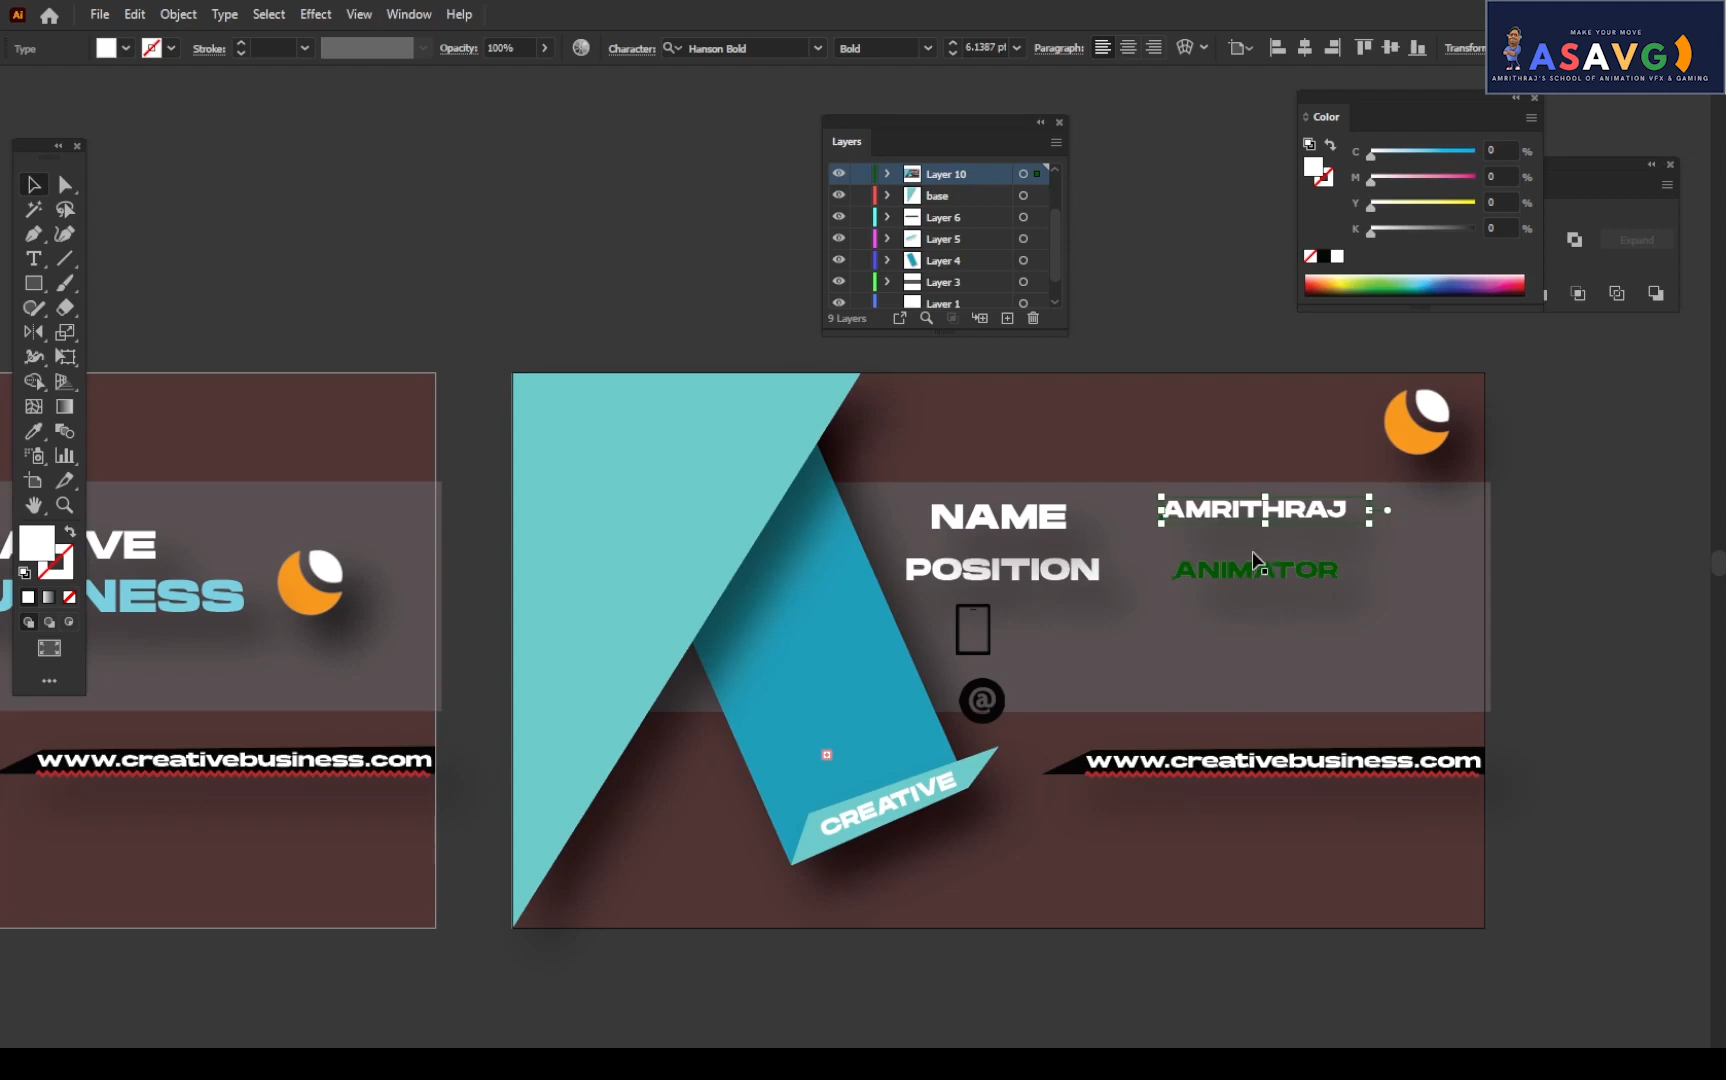 Ai File Edit Object Type Select Effect View Window Help
Type Stroke: Opacity: 100% Character: Hanson Bold Bold 6.1387 pt Paragraph: Transform
MAKE YOUR MOVE
ASAVG
AMRITHRAJ'S SCHOOL OF ANIMATION VFX & GAMING
Layers
Layer 10
base
Layer 6
Layer 5
Layer 4
Layer 3
Layer 1
9 Layers
Color
C 0 %
M 0 %
Y 0 %
K 0 %
Expand
VE
NESS
www.creativebusiness.com
NAME AMRITHRAJ
POSITION ANIMATOR
@
CREATIVE
www.creativebusiness.com